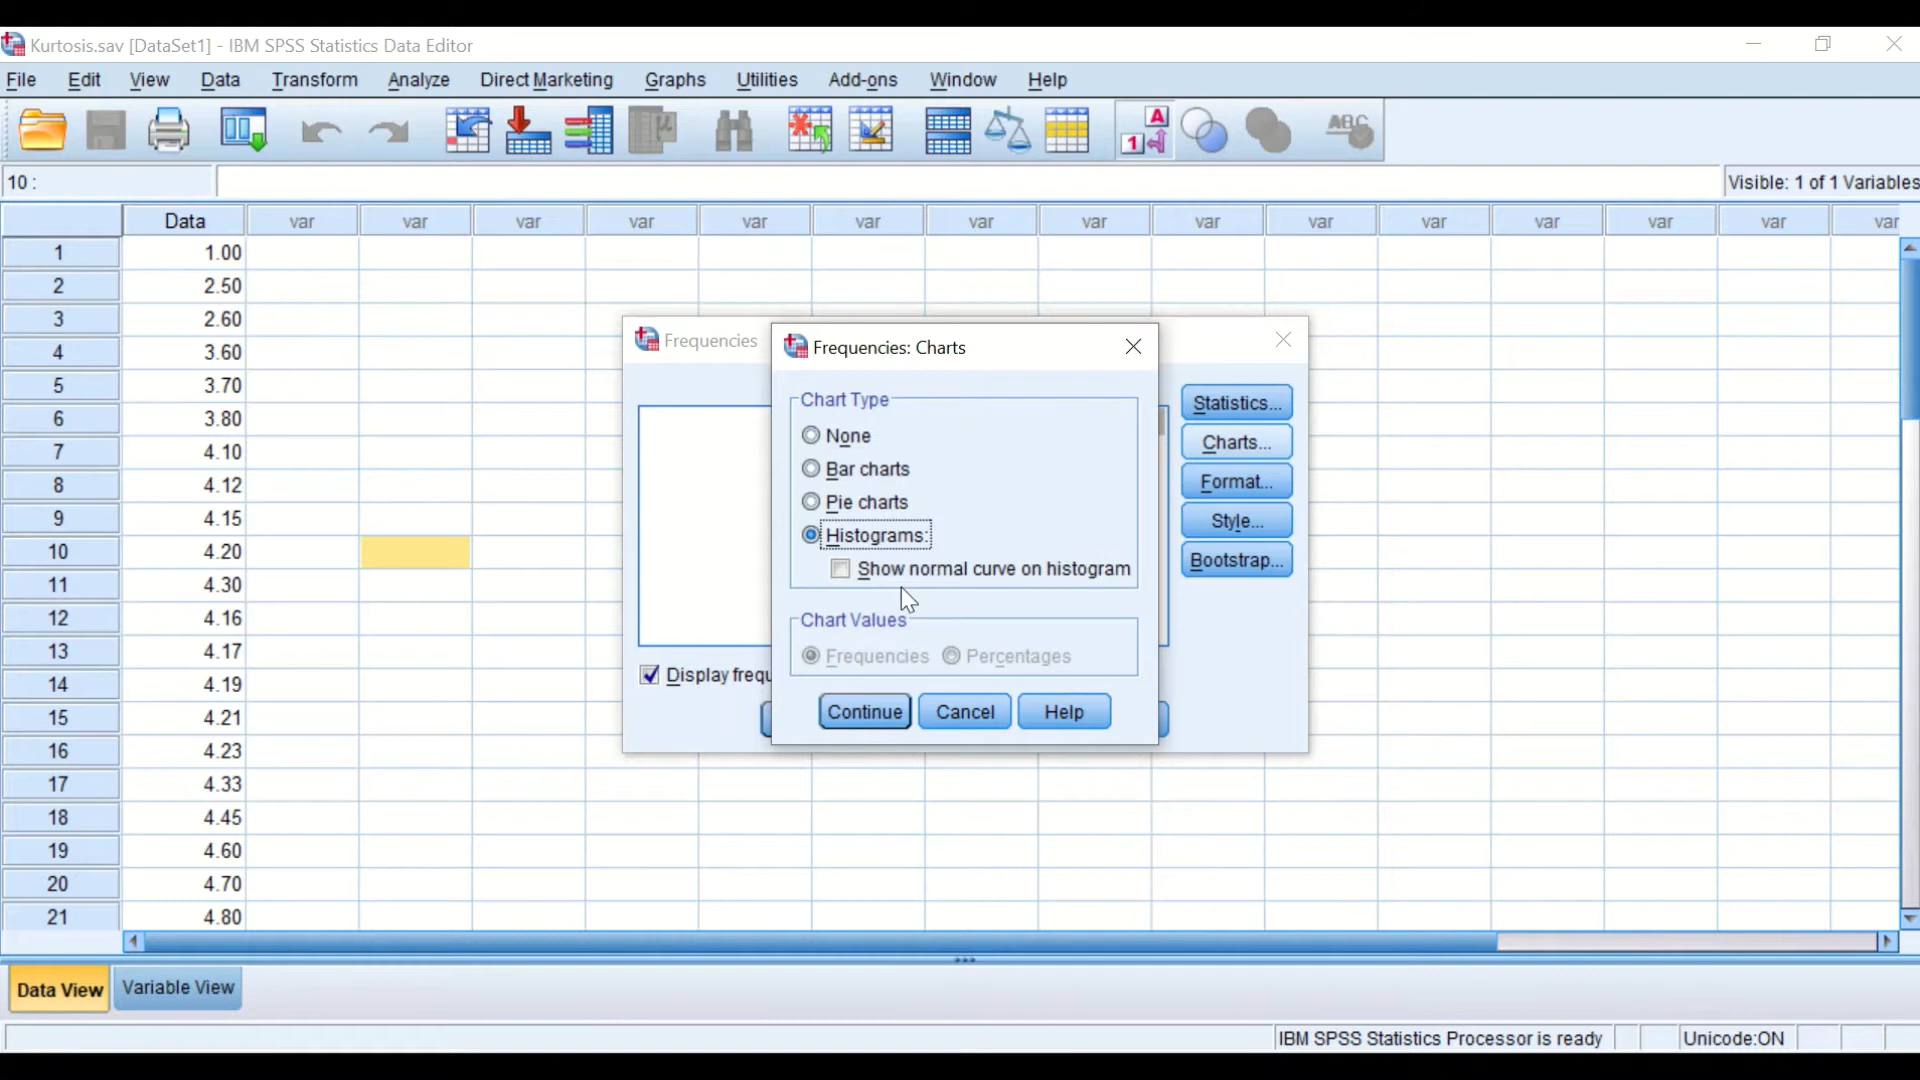 Kurtosis.sav [DataSet1] - IBM SPSS Statistics Data Editor
File Edit View Data Transform Analyze Direct Marketing Graphs Utilities Add-ons Window Help
10 :
Visible: 1 of 1 Variables
Data var var var var var var var var var var var var var var var
1 1.00
2 2.50
3 2.60
4 3.60
5 3.70
6 3.80
7 4.10
8 4.12
9 4.15
10 4.20
11 4.30
12 4.16
13 4.17
14 4.19
15 4.21
16 4.23
17 4.33
18 4.45
19 4.60
20 4.70
21 4.80
Frequencies
Display frequ
Statistics...
Charts...
Format...
Style...
Bootstrap...
Frequencies: Charts
Chart Type
None
Bar charts
Pie charts
Histograms:
Show normal curve on histogram
Chart Values
Frequencies Percentages
Continue Cancel Help
Data View Variable View
IBM SPSS Statistics Processor is ready Unicode:ON